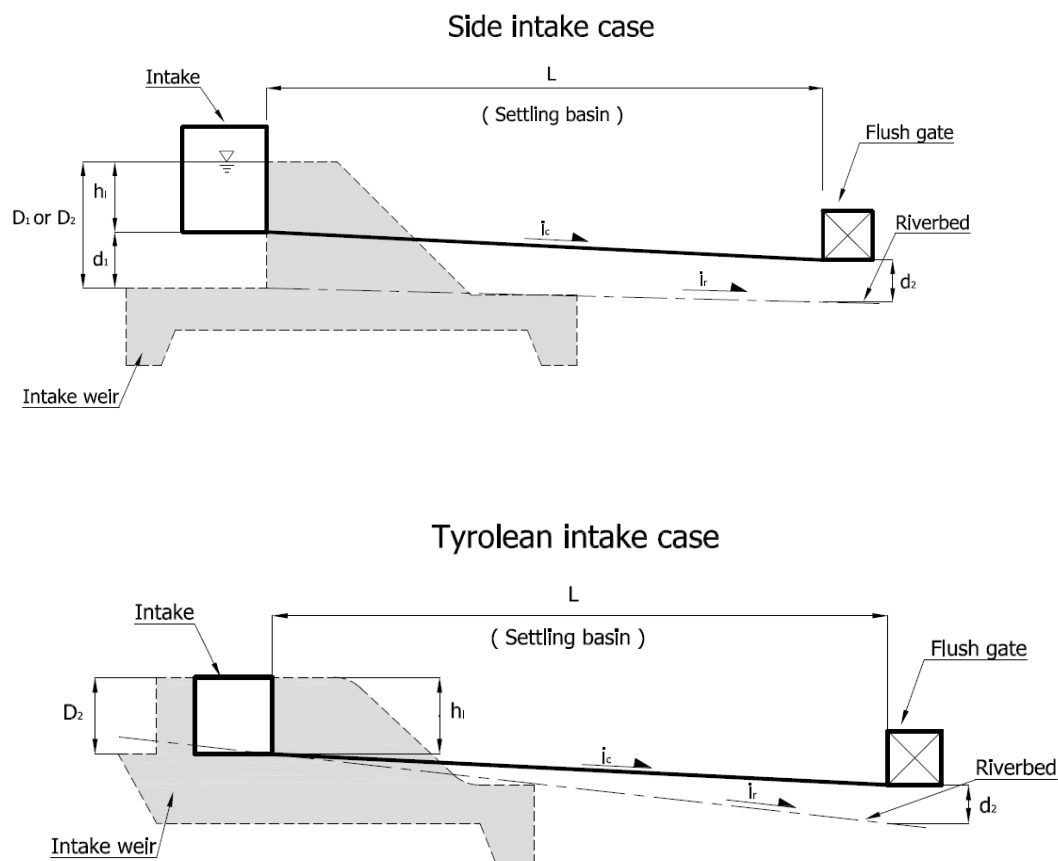 Side intake case
Intake
L
( Settling basin )
Flush gate
hI
D1 or D2
Riverbed
ic
d1
ir
d2
Intake weir
Tyrolean intake case
L
Intake
( Settling basin )
Flush gate
D2
hI
ic
Riverbed
ir
d2
Intake weir